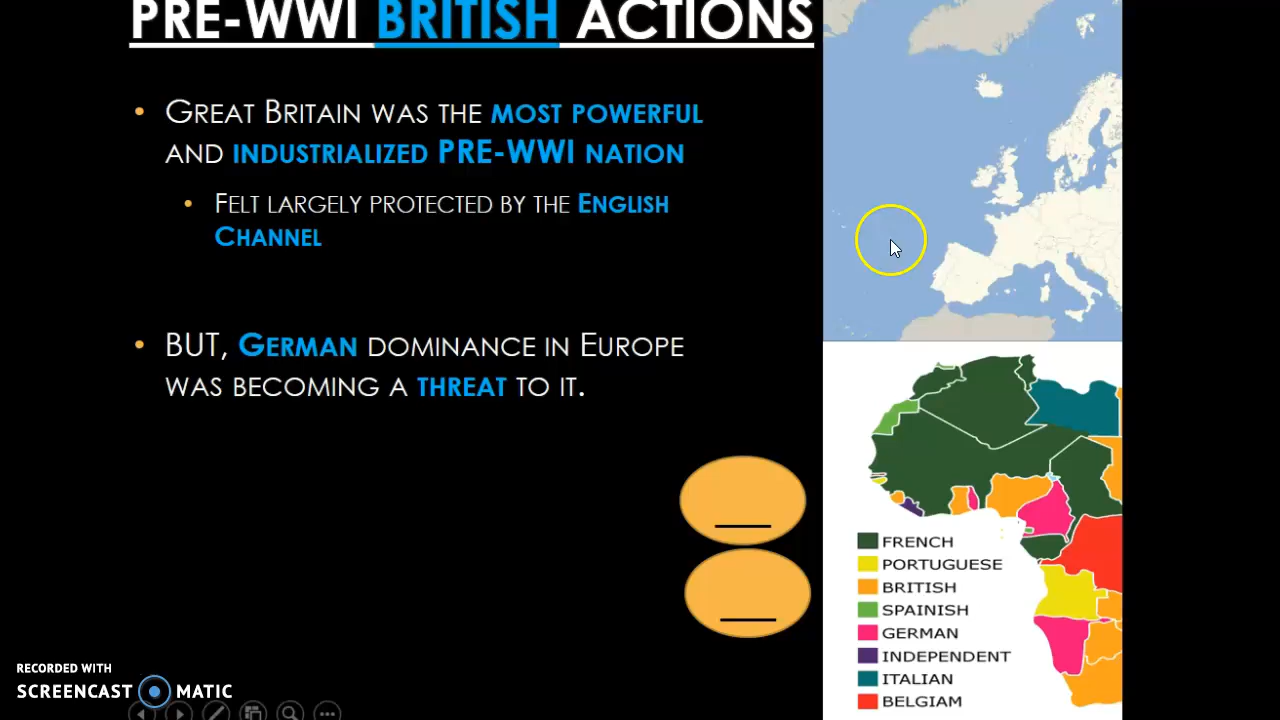 PRE-WWI BRITISH ACTIONS
• GREAT BRITAIN WAS THE MOST POWERFUL
AND INDUSTRIALIZED PRE-WWI NATION
• FELT LARGELY PROTECTED BY THE ENGLISH
CHANNEL
• BUT, GERMAN DOMINANCE IN EUROPE
WAS BECOMING A THREAT TO IT.
FRENCH
PORTUGUESE
BRITISH
SPAINISH
GERMAN
INDEPENDENT
ITALIAN
BELGIAM
RECORDED WITH
SCREENCAST MATIC